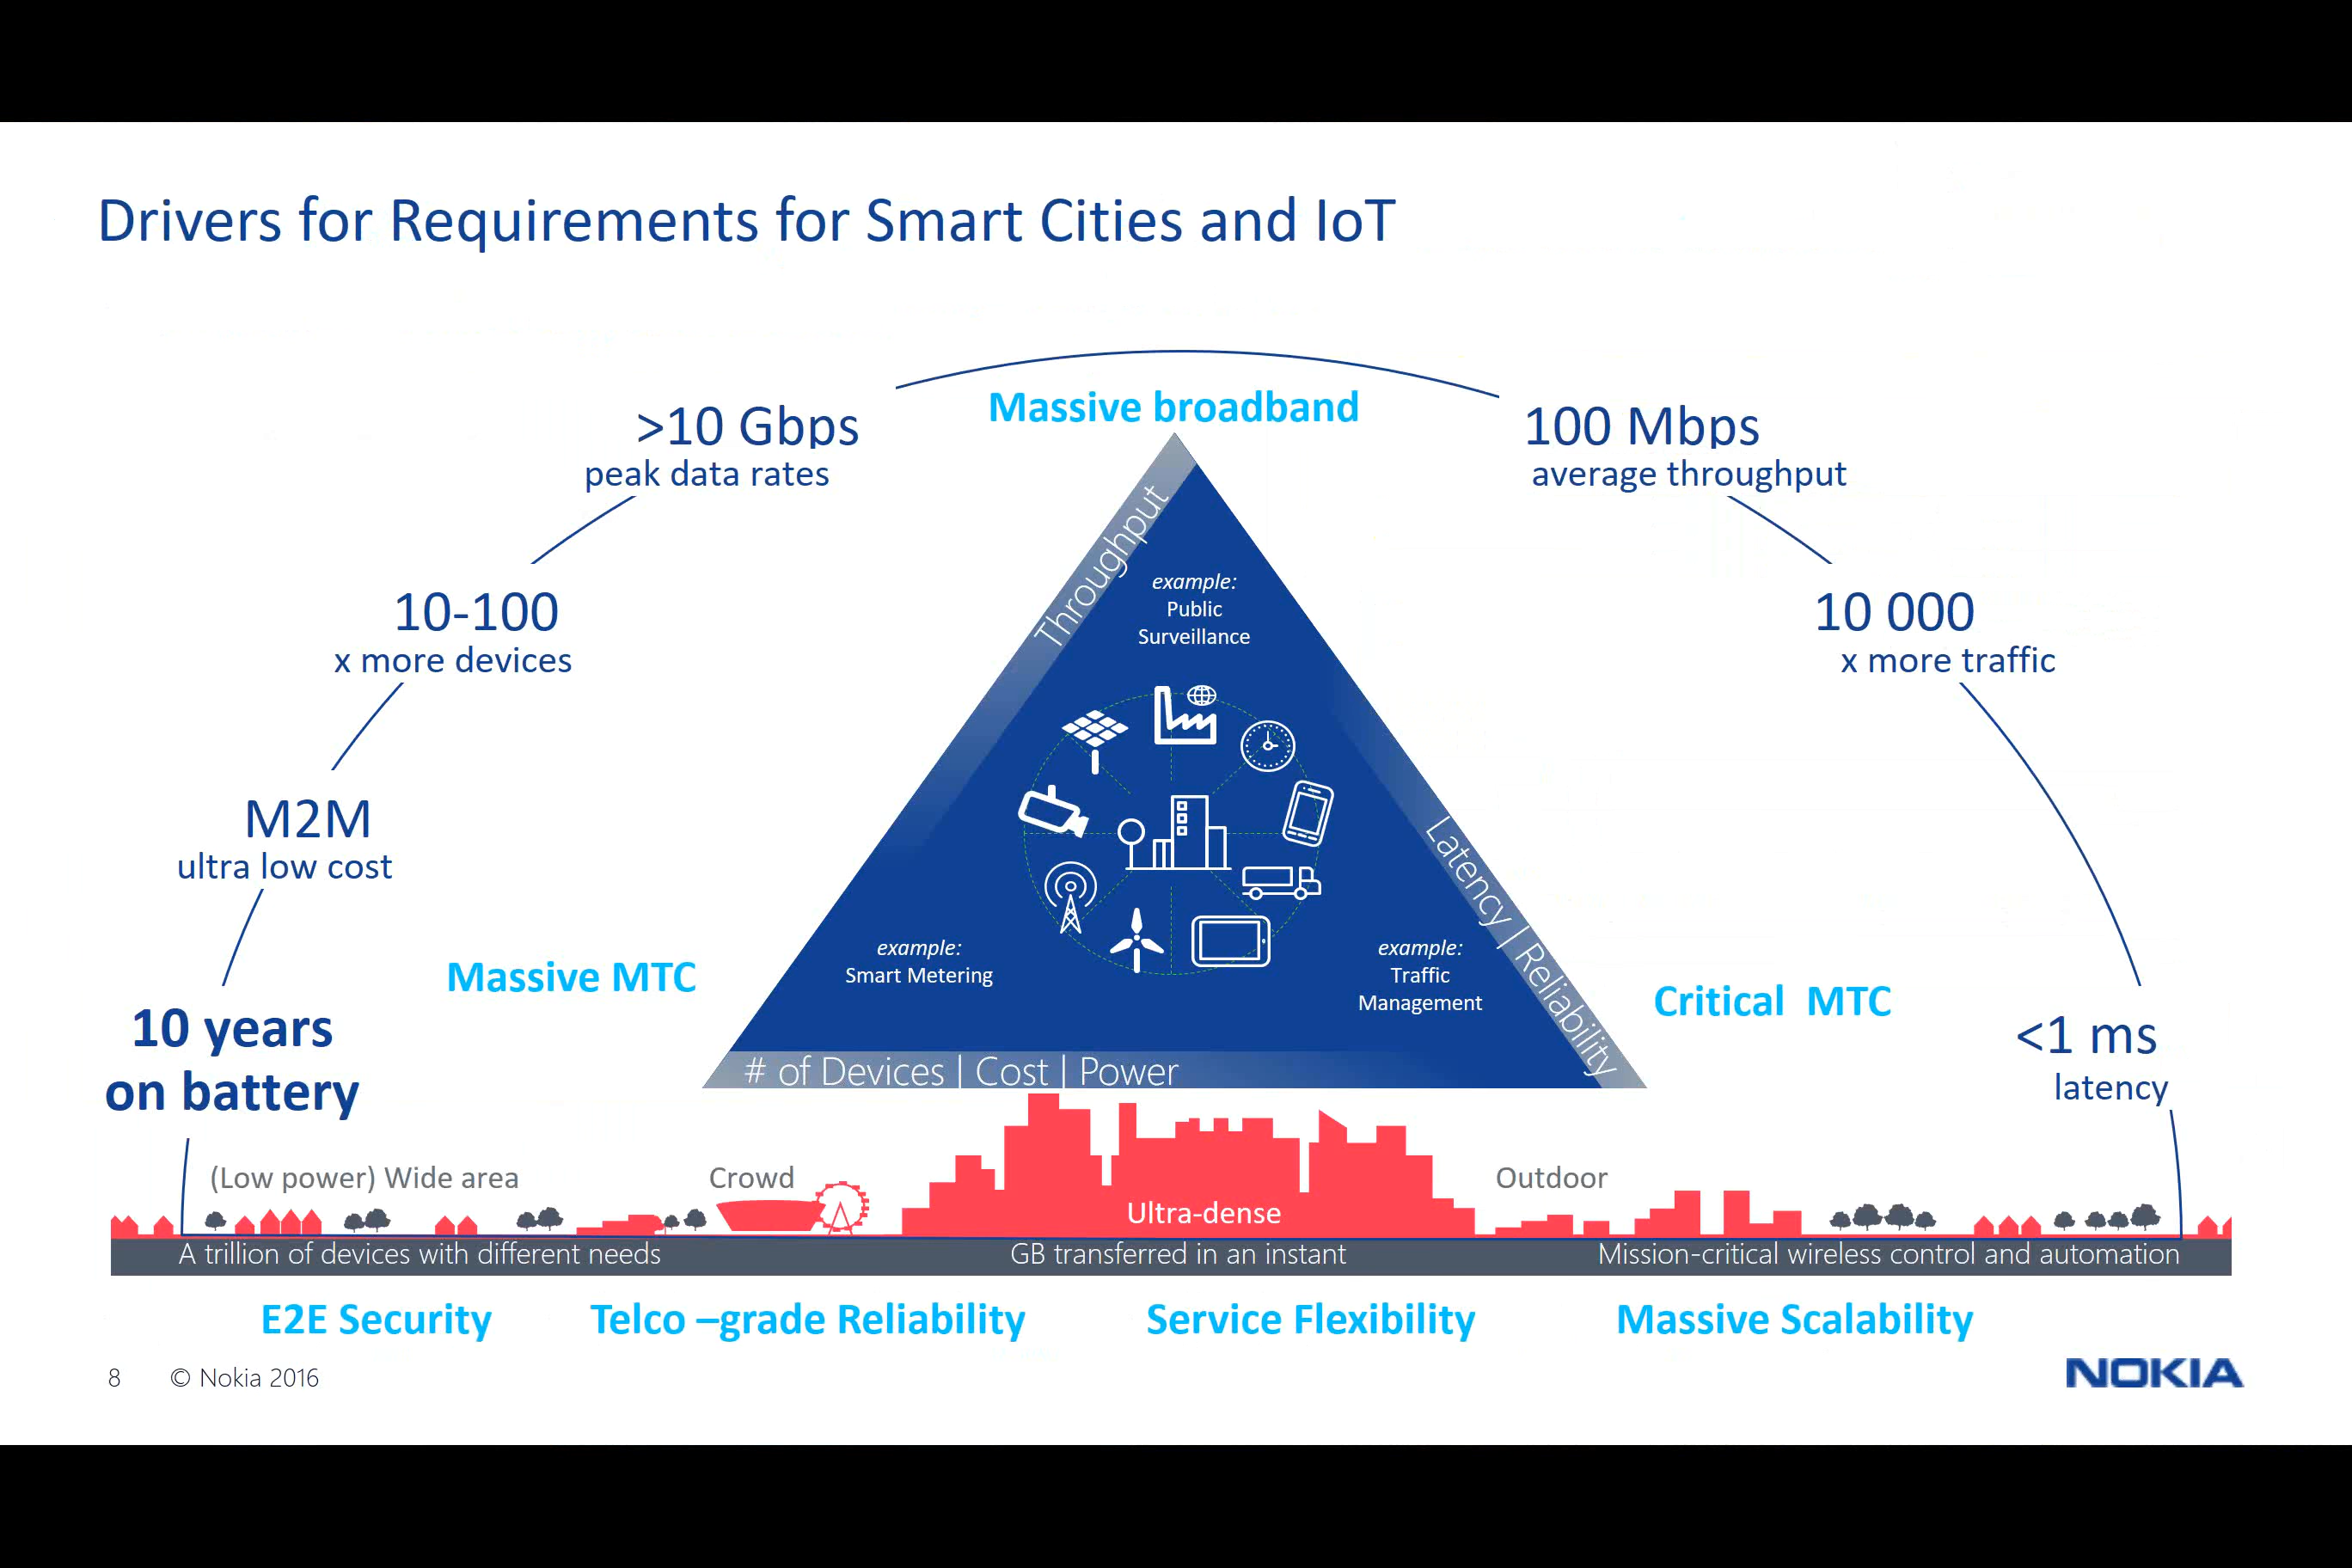 Drivers for Requirements for Smart Cities and IoT
Massive broadband
>10 Gbps
peak data rates
100 Mbps
average throughput
10-100
x more devices
10 000
x more traffic
M2M
ultra low cost
Throughput
example:
Public
Surveillance
Latency | Reliability
example:
Smart Metering
example:
Traffic
Management
Massive MTC
Critical  MTC
10 years
on battery
<1 ms
latency
# of Devices | Cost | Power
(Low power) Wide area
Crowd
Ultra-dense
Outdoor
A trillion of devices with different needs
GB transferred in an instant
Mission-critical wireless control and automation
E2E Security
Telco –grade Reliability
Service Flexibility
Massive Scalability
8
© Nokia 2016
NOKIA